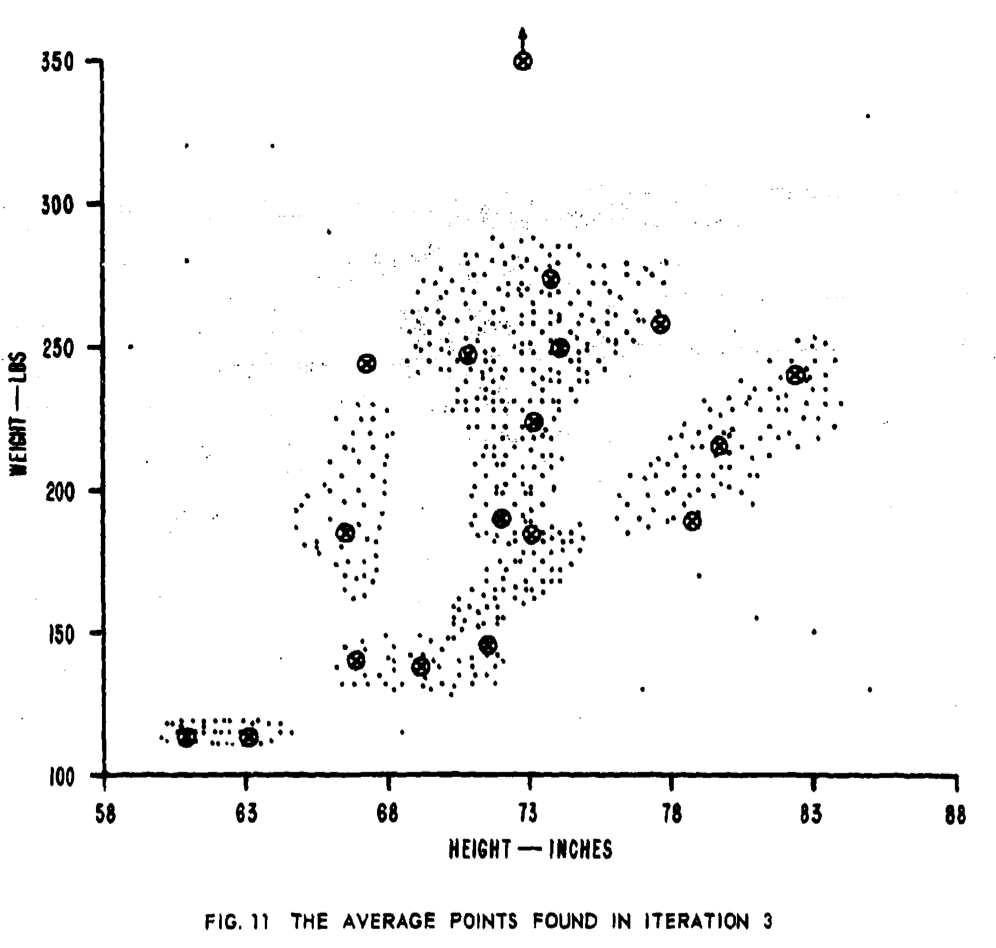 350
300
250
200
150
100
WEIGHT — LBS
58 63 68 73 78 83 88
HEIGHT — INCHES
FIG. 11 THE AVERAGE POINTS FOUND IN ITERATION 3